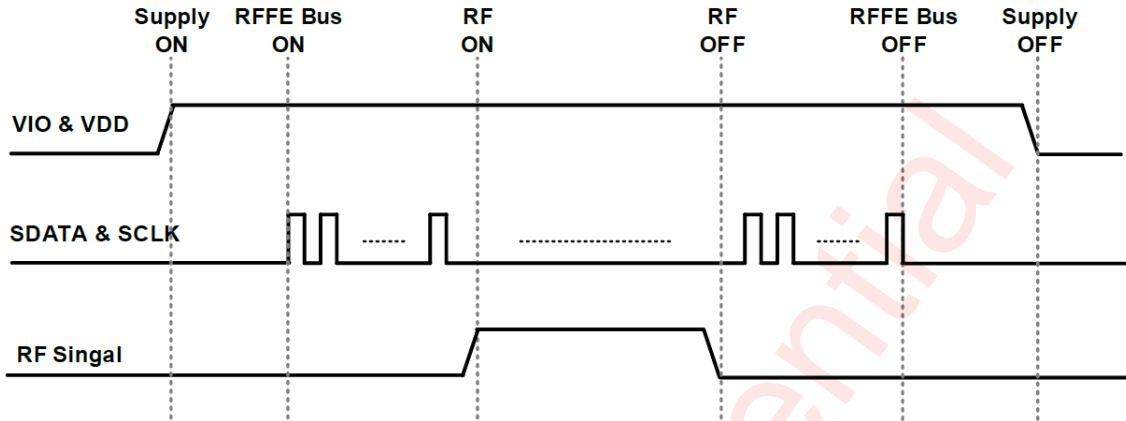 Supply RFFE Bus RF RF RFFE Bus Supply
ON ON ON OFF OFF OFF
VIO & VDD
SDATA & SCLK
RF Singal
ential